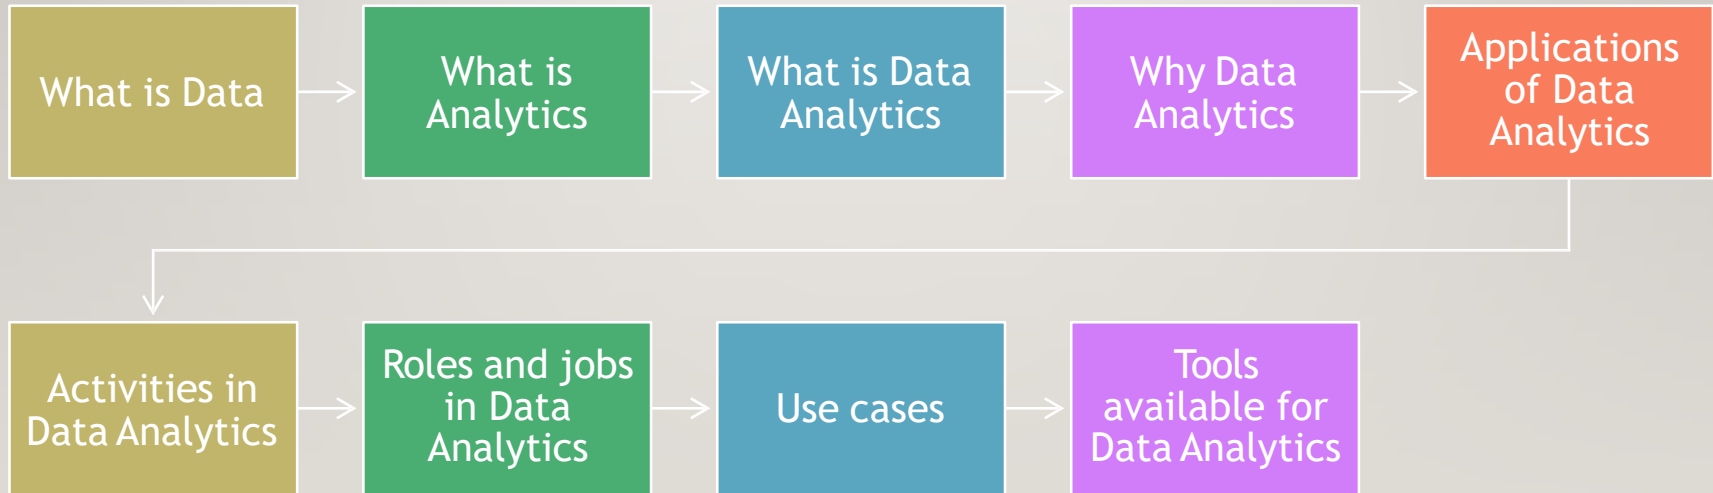 What is Data
What is
Analytics
What is Data
Analytics
Why Data
Analytics
Applications
of Data
Analytics
Activities in
Data Analytics
Roles and jobs
in Data
Analytics
Use cases
Tools
available for
Data Analytics